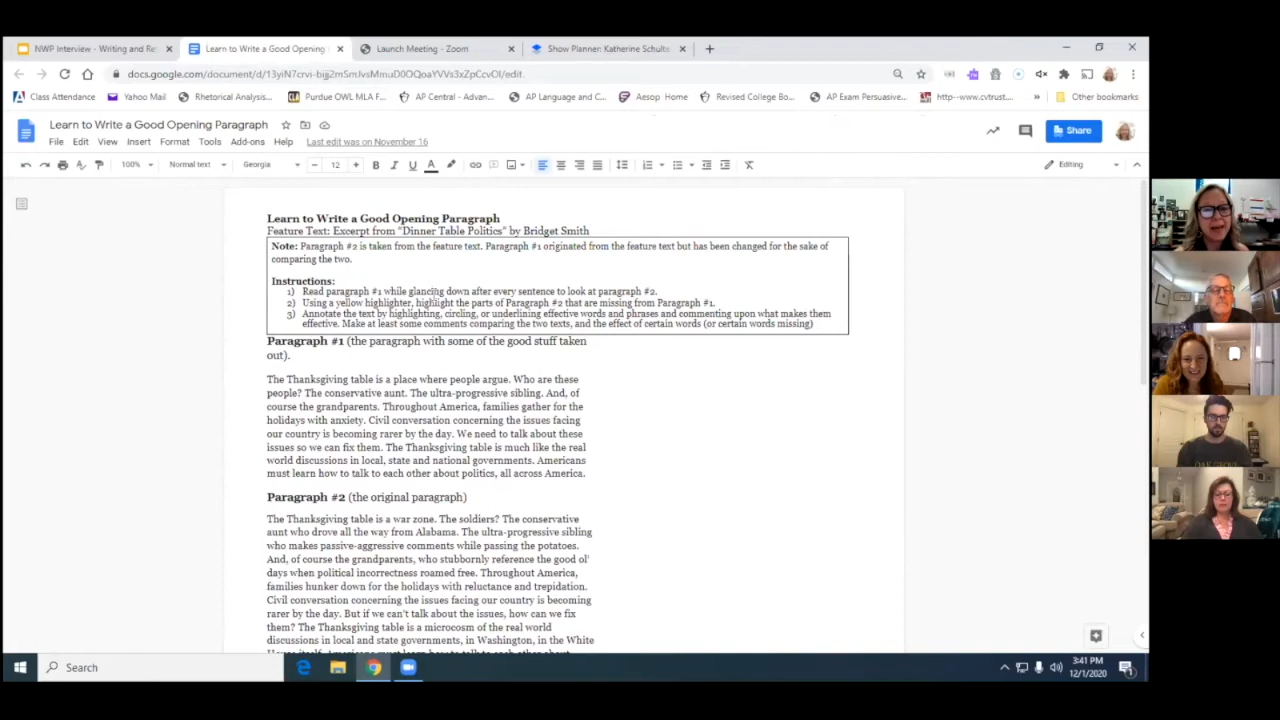 NWP Interview - Writing and Re
Learn to Write a Good Opening
Launch Meeting - Zoom
Show Planner: Katherine Schulte
Class Attendance
Yahoo Mail
Rhetorical Analysis...
Purdue OWL MLA F...
AP Central - Advan...
AP Language and C...
Aesop Home
Revised College Bo...
AP Exam Persuasive...
http--www.cvtrust....
Other bookmarks
Learn to Write a Good Opening Paragraph
File Edit View Insert Format Tools Add-ons Help Last edit was on November 16
Share
100% Normal text Georgia 12 Editing
Learn to Write a Good Opening Paragraph
Feature Text: Excerpt from “Dinner Table Politics” by Bridget Smith
Note: Paragraph #2 is taken from the feature text. Paragraph #1 originated from the feature text but has been changed for the sake of
comparing the two.
Instructions:
1) Read paragraph #1 while glancing down after every sentence to look at paragraph #2.
2) Using a yellow highlighter, highlight the parts of Paragraph #2 that are missing from Paragraph #1.
3) Annotate the text by highlighting, circling, or underlining effective words and phrases and commenting upon what makes them
effective. Make at least some comments comparing the two texts, and the effect of certain words (or certain words missing)
Paragraph #1 (the paragraph with some of the good stuff taken
out).
The Thanksgiving table is a place where people argue. Who are these
people? The conservative aunt. The ultra-progressive sibling. And, of
course the grandparents. Throughout America, families gather for the
holidays with anxiety. Civil conversation concerning the issues facing
our country is becoming rarer by the day. We need to talk about these
issues so we can fix them. The Thanksgiving table is much like the real
world discussions in local, state and national governments. Americans
must learn how to talk to each other about politics, all across America.
Paragraph #2 (the original paragraph)
The Thanksgiving table is a war zone. The soldiers? The conservative
aunt who drove all the way from Alabama. The ultra-progressive sibling
who makes passive-aggressive comments while passing the potatoes.
And, of course the grandparents, who stubbornly reference the good ol’
days when political incorrectness roamed free. Throughout America,
families hunker down for the holidays with reluctance and trepidation.
Civil conversation concerning the issues facing our country is becoming
rarer by the day. But if we can’t talk about the issues, how can we fix
them? The Thanksgiving table is a microcosm of the real world
discussions in local and state governments, in Washington, in the White
Search
3:41 PM
12/1/2020